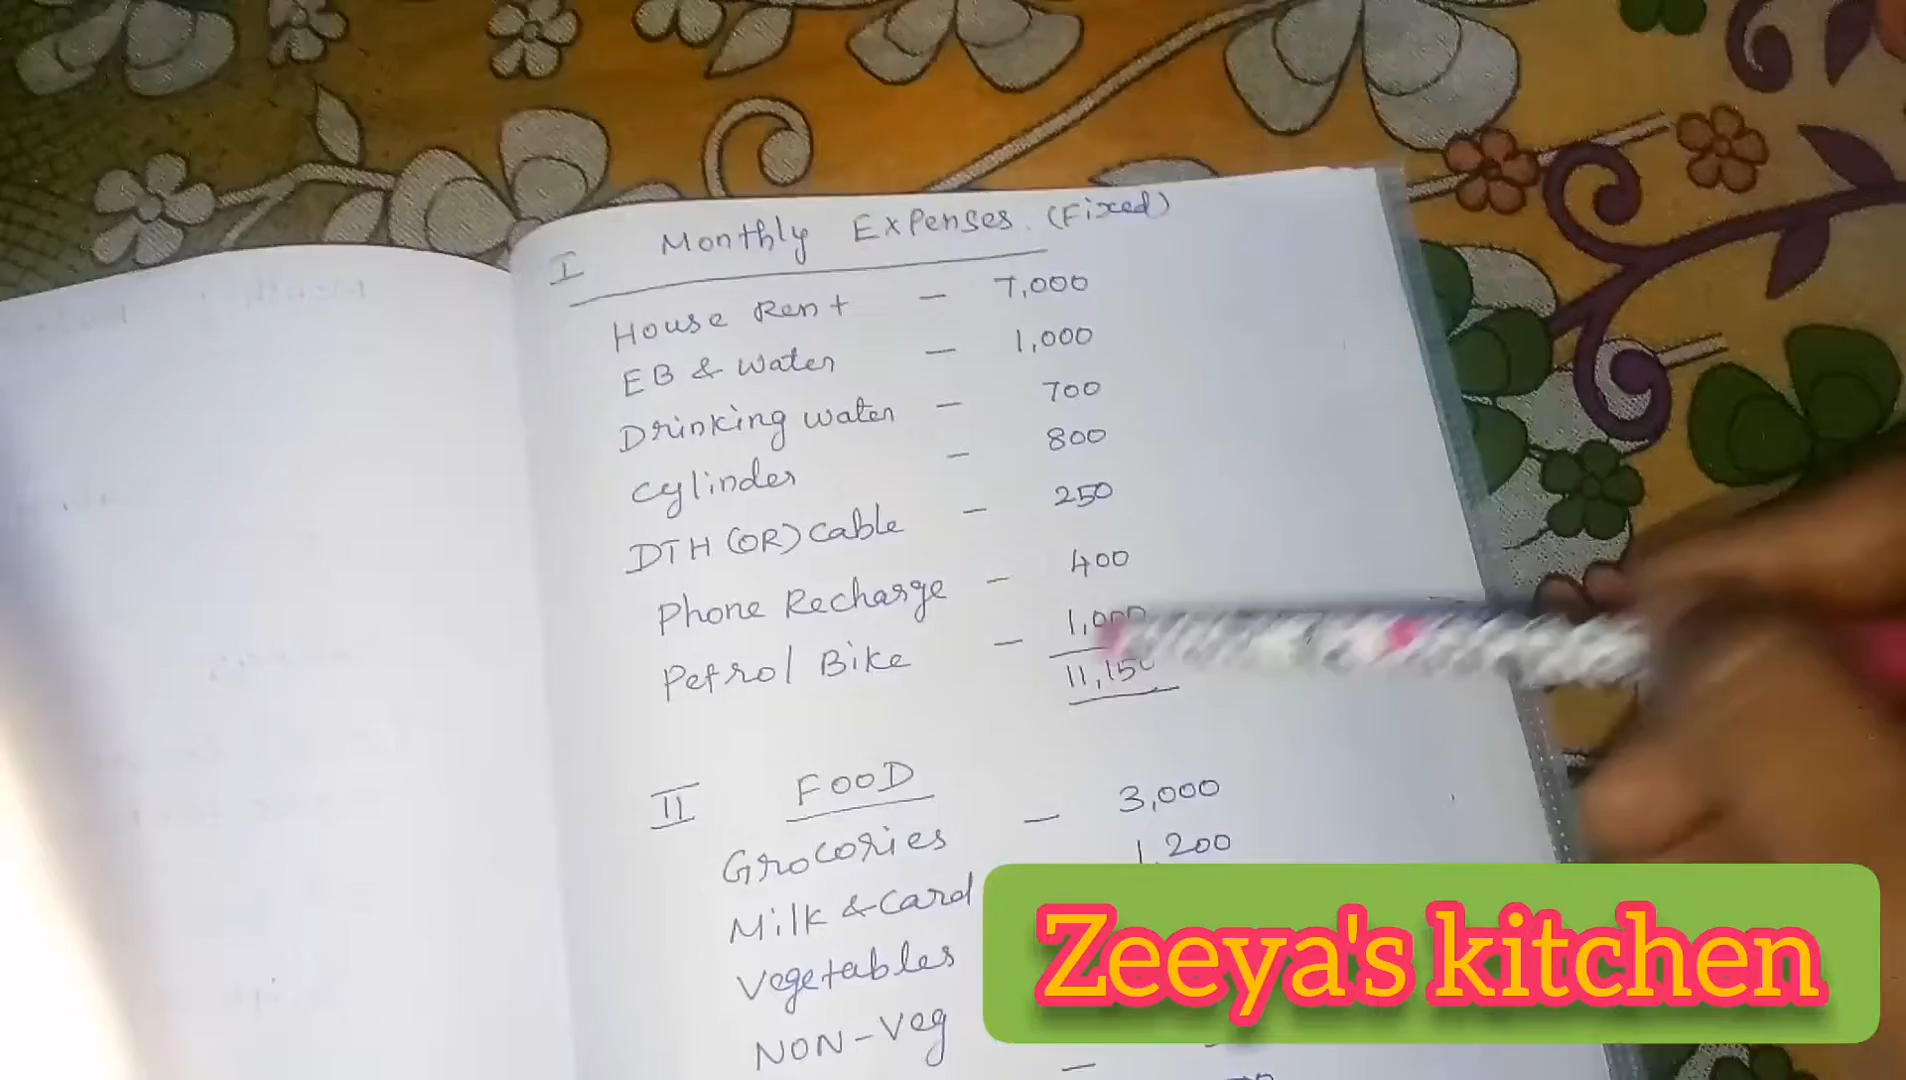 I Monthly Expenses. (Fixed)
House Rent - 7,000
EB & Water - 1,000
Drinking water - 700
Cylinder - 800
DTH (OR) Cable - 250
Phone Recharge - 400
Petrol Bike - 1,000
11,150
II FOOD
Grocories - 3,000
Milk & Card 1,200
Vegetables
NON-Veg -
Zeeya's kitchen